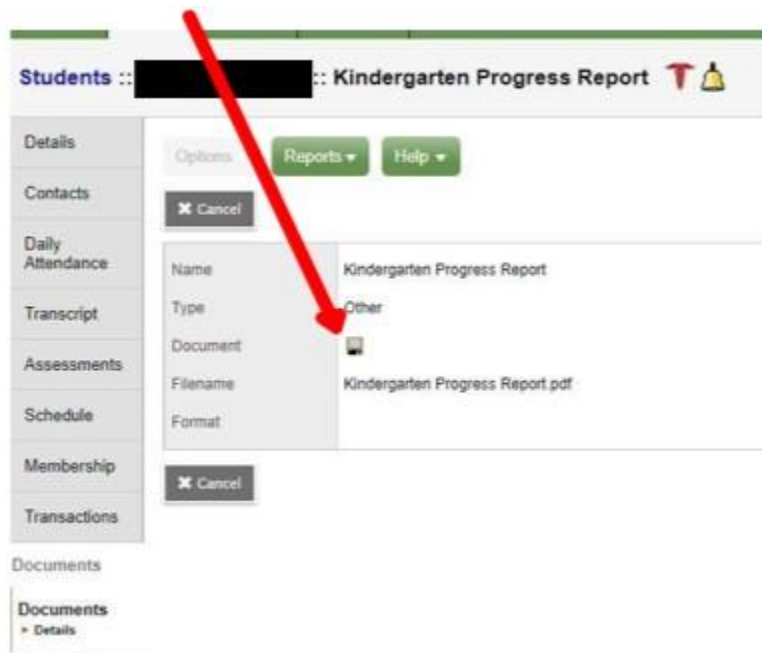 Students :: :: Kindergarten Progress Report
Details
Contacts
Daily
Attendance
Transcript
Assessments
Schedule
Membership
Transactions
Documents
Documents
Details
Options Reports Help
Cancel
Name Kindergarten Progress Report
Type Other
Document
Filename Kindergarten Progress Report.pdf
Format
Cancel